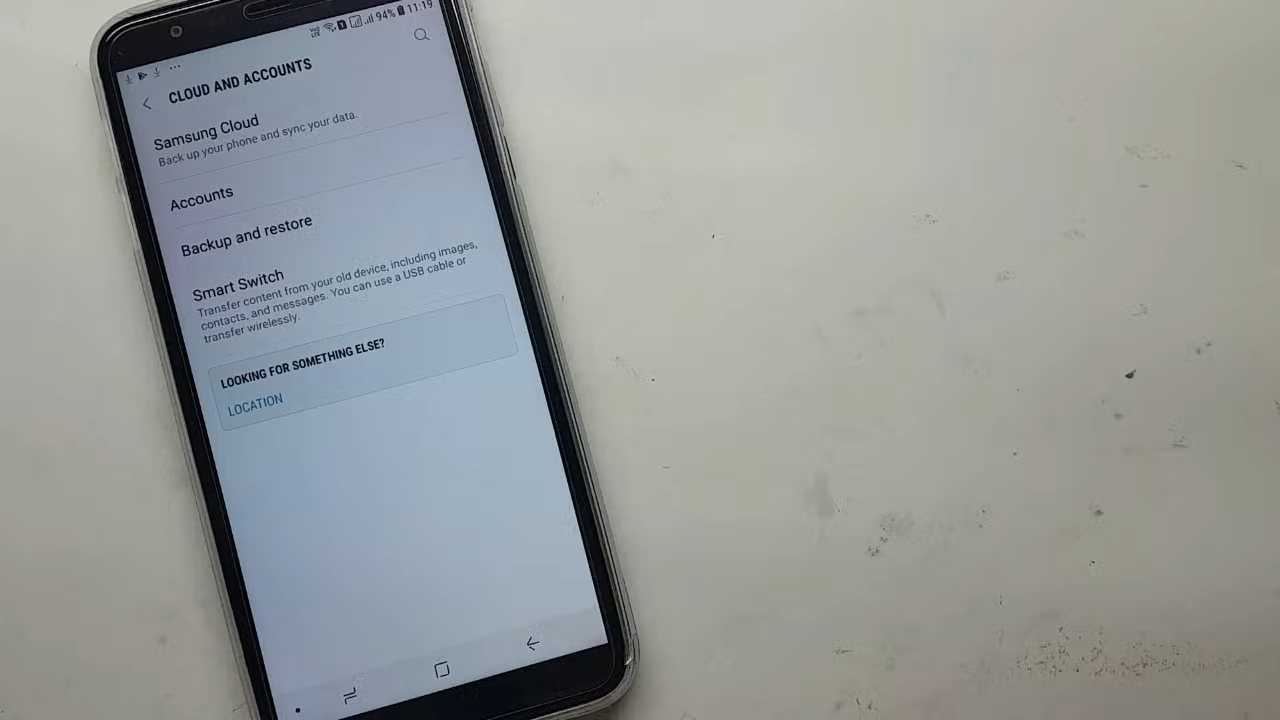 94% 11:19
CLOUD AND ACCOUNTS
Samsung Cloud
Back up your phone and sync your data.
Accounts
Backup and restore
Smart Switch
Transfer content from your old device, including images,
contacts, and messages. You can use a USB cable or
transfer wirelessly.
LOOKING FOR SOMETHING ELSE?
LOCATION